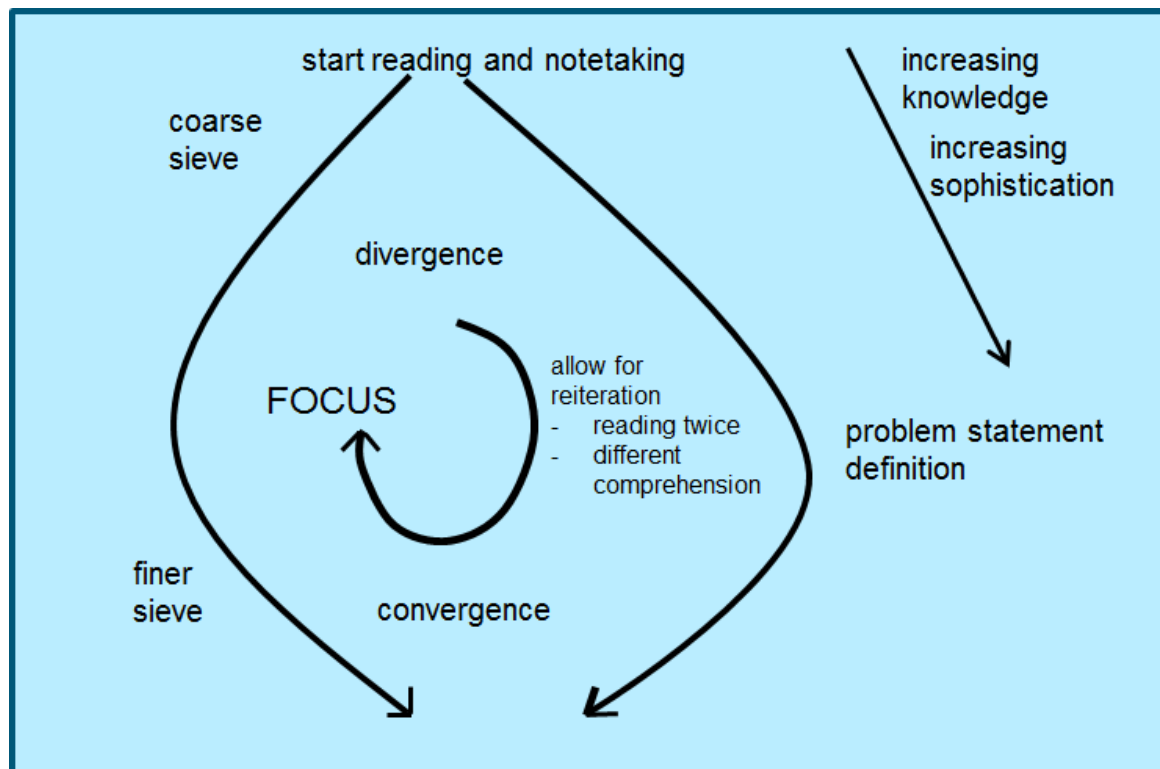 start reading and notetaking
coarse
sieve
increasing
knowledge
increasing
sophistication
divergence
FOCUS
allow for
reiteration
- reading twice
- different
comprehension
problem statement
definition
finer
sieve
convergence